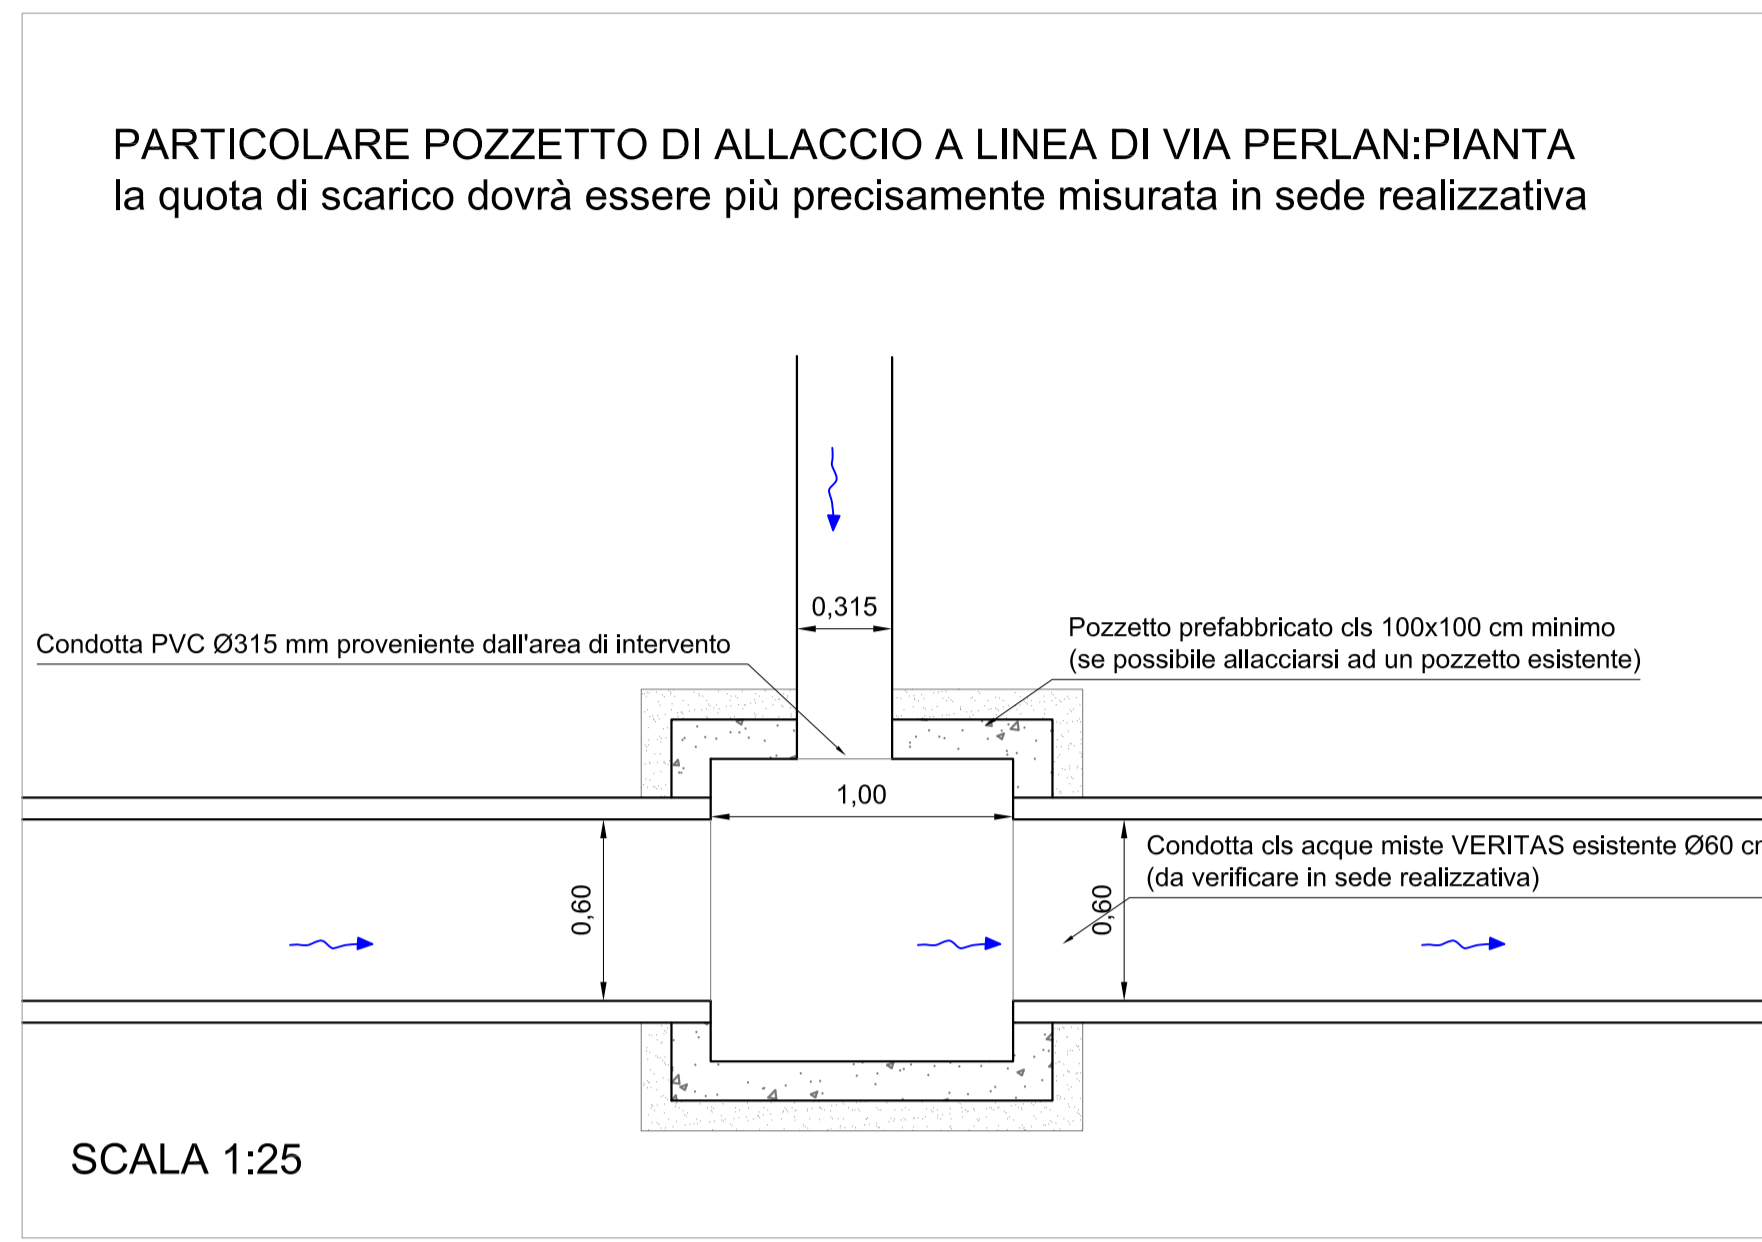 PARTICOLARE POZZETTO DI ALLACCIO A LINEA DI VIA PERLAN:PIANTA
la quota di scarico dovrà essere più precisamente misurata in sede realizzativa
0,315
Condotta PVC Ø315 mm proveniente dall'area di intervento
Pozzetto prefabbricato cls 100x100 cm minimo
(se possibile allacciarsi ad un pozzetto esistente)
1,00
Condotta cls acque miste VERITAS esistente Ø60 cm
(da verificare in sede realizzativa)
0,60
0,60
SCALA 1:25